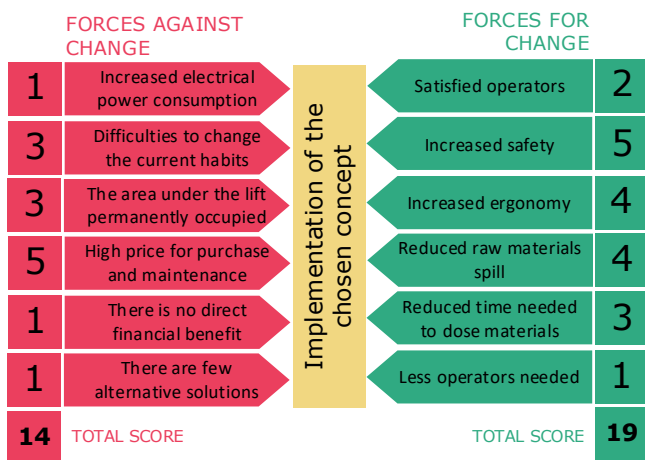 FORCES AGAINST
CHANGE
1
Increased electrical
power consumption
3
Difficulties to change
the current habits
3
The area under the lift
permanently occupied
5
High price for purchase
and maintenance
1
There is no direct
financial benefit
1
There are few
alternative solutions
14
TOTAL SCORE
Implementation of the
chosen concept
FORCES FOR
CHANGE
Satisfied operators
2
Increased safety
5
Increased ergonomy
4
Reduced raw materials
spill
4
Reduced time needed
to dose materials
3
Less operators needed
1
TOTAL SCORE
19